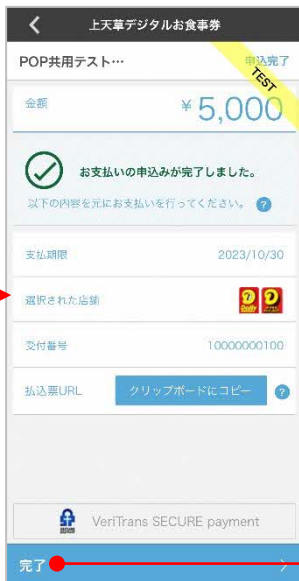 上天草デジタルお食事券
POP共用テスト… 申込完了
TEST
金額 ¥5,000
お支払いの申込みが完了しました。
以下の内容を元にお支払いを行ってください。 ?
支払期限 2023/10/30
選択された店舗 Daily
受付番号 10000000100
払込票URL クリップボードにコピー ?
VeriTrans SECURE payment
完了